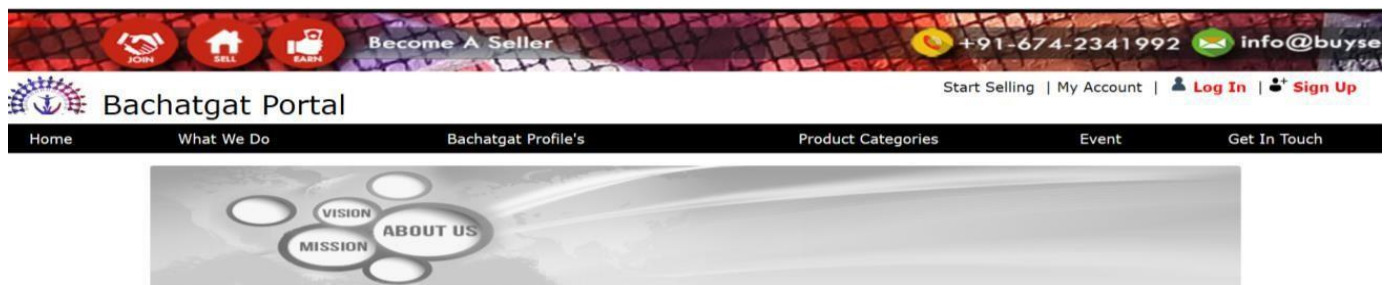 JOIN SELL EARN Become A Seller +91-674-2341992 info@buyse
Start Selling | My Account | Log In | Sign Up
Bachatgat Portal
Home What We Do Bachatgat Profile's Product Categories Event Get In Touch
VISION
ABOUT US
MISSION